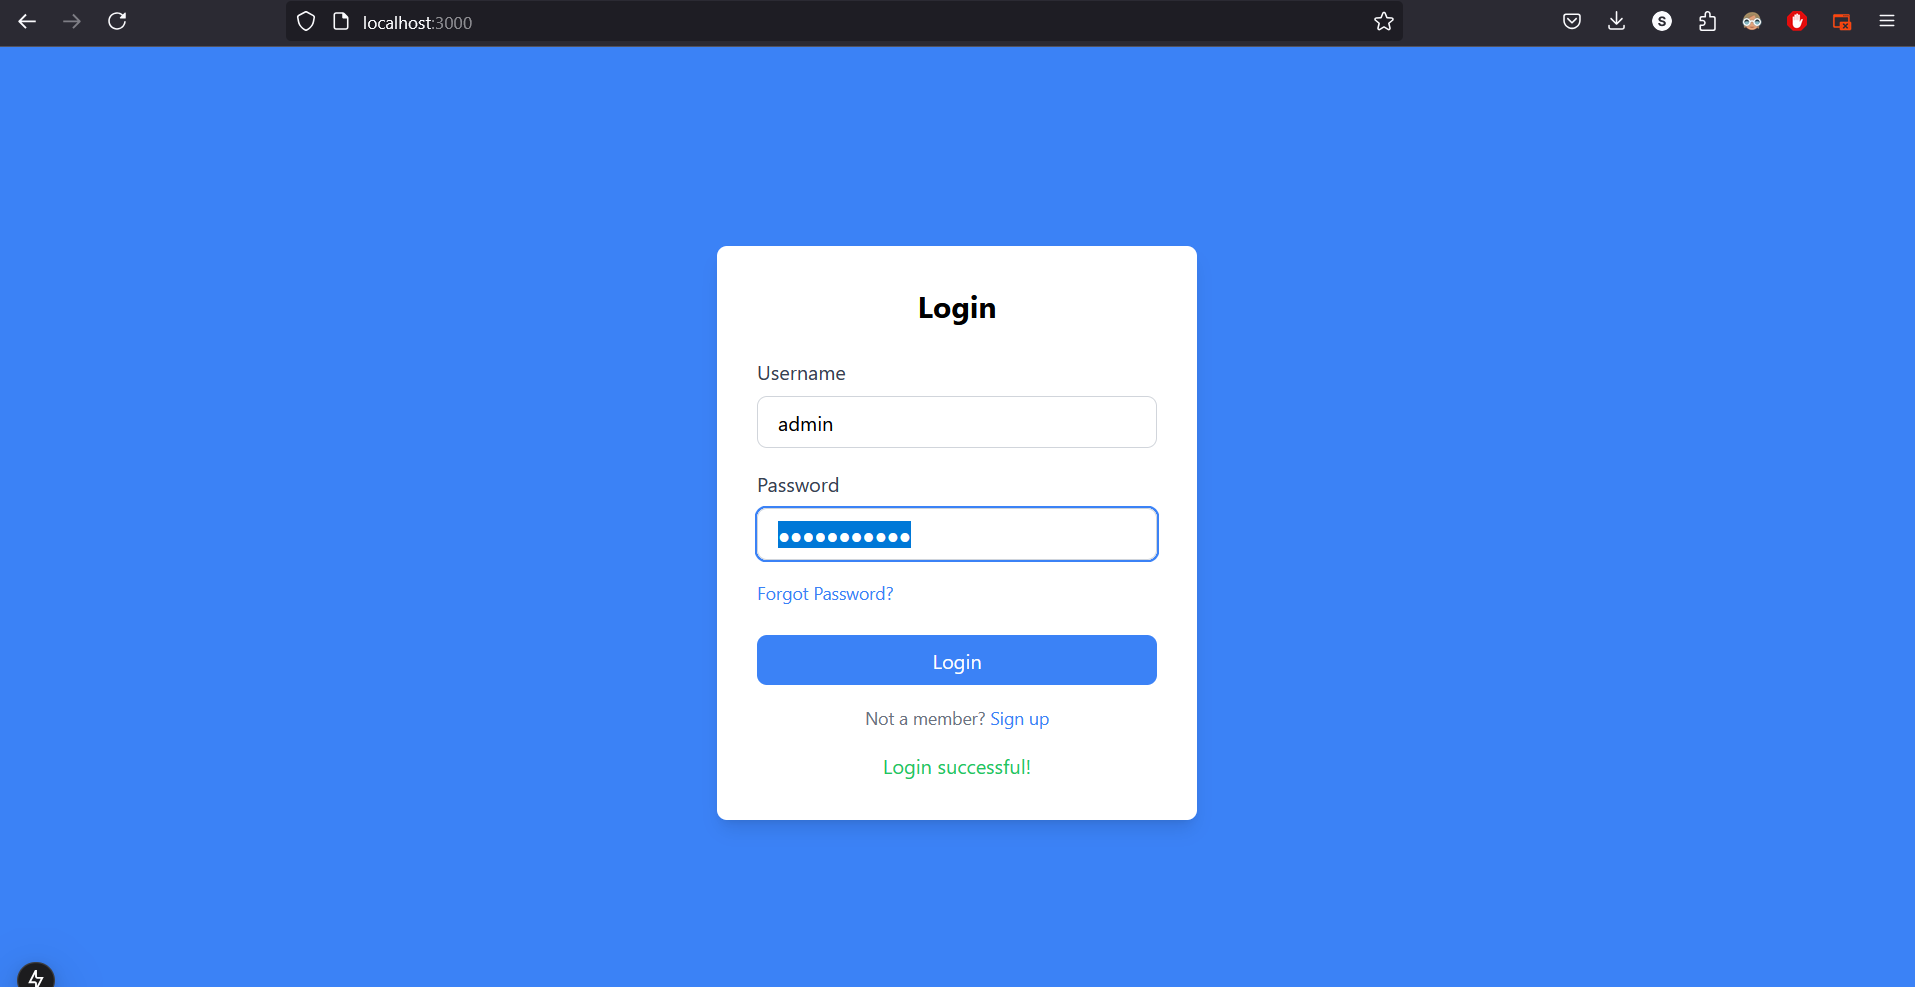 localhost:3000
S
Login
Username
admin
Password
●●●●●●●●●●●
Forgot Password?
Login
Not a member? Sign up
Login successful!